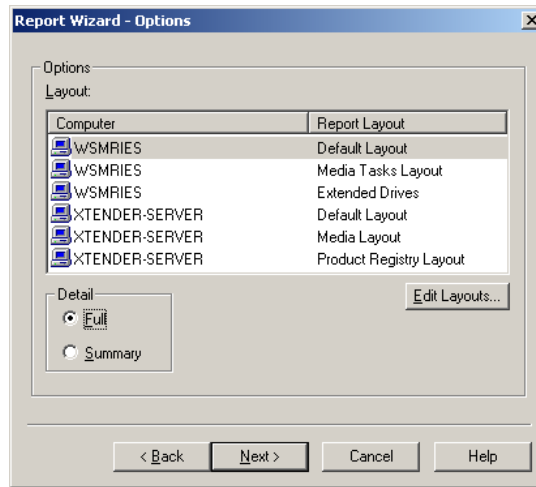 Report Wizard - Options
Options
Layout:
Computer Report Layout
WSMRIES Default Layout
WSMRIES Media Tasks Layout
WSMRIES Extended Drives
XTENDER-SERVER Default Layout
XTENDER-SERVER Media Layout
XTENDER-SERVER Product Registry Layout
Detail
Full
Summary
Edit Layouts...
< Back Next > Cancel Help